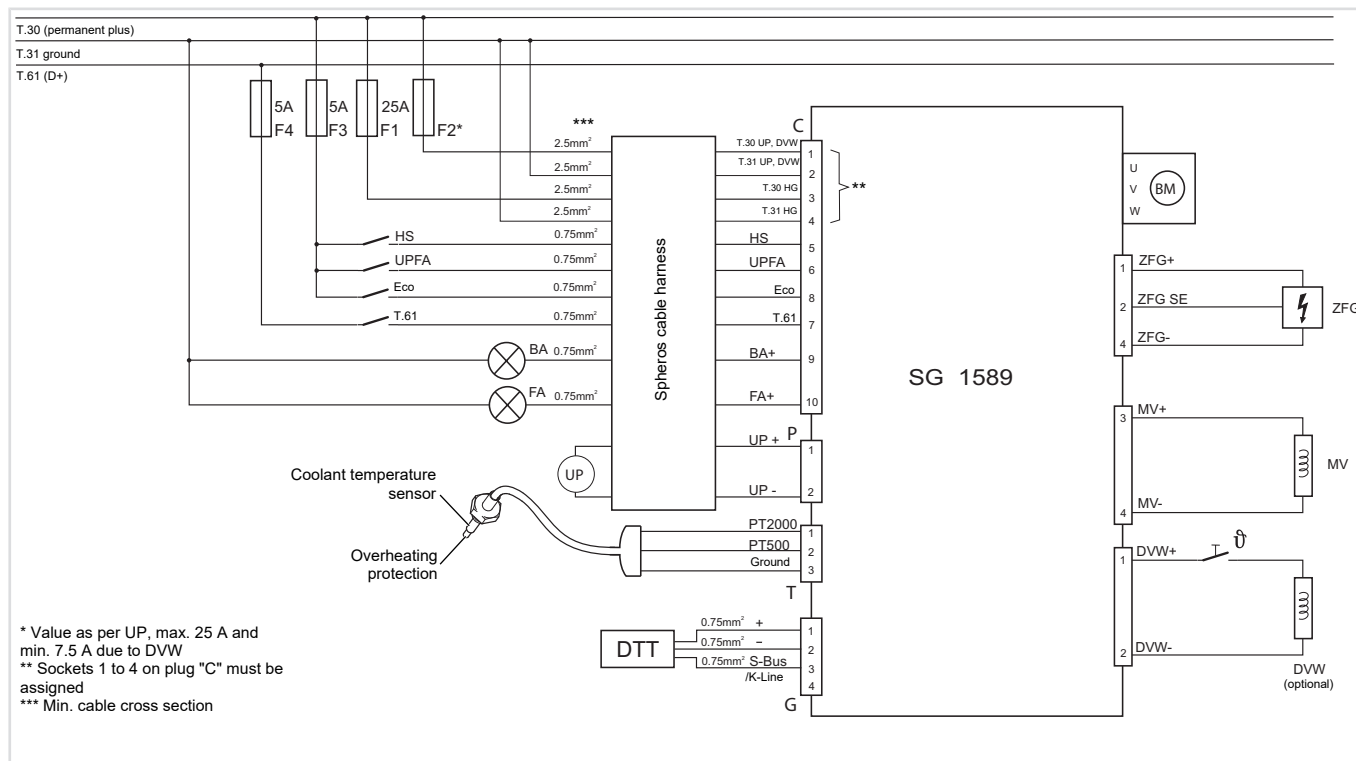 T.30 (permanent plus)
T.31 ground
T.61 (D+)
5A
F4
5A
F3
25A
F1
F2*
***
2.5mm²
2.5mm²
2.5mm²
2.5mm²
HS 0.75mm²
UPFA 0.75mm²
Eco 0.75mm²
T.61 0.75mm²
BA 0.75mm²
FA 0.75mm²
UP
Spheros cable harness
C
T.30 UP, DVW 1
T.31 UP, DVW 2
T.30 HG 3
T.31 HG 4
**
HS 5
UPFA 6
Eco 8
T.61 7
BA+ 9
FA+ 10
P
UP + 1
UP - 2
Coolant temperature
sensor
Overheating
protection
PT2000 1
PT500 2
Ground 3
T
DTT
0.75mm² + 1
0.75mm² – 2
0.75mm² S-Bus 3
/K-Line
4
G
SG 1589
U
V
W
BM
1 ZFG+
2 ZFG SE
4 ZFG-
ZFG
3 MV+
4 MV-
MV
1 DVW+
ϑ
2 DVW-
DVW
(optional)
* Value as per UP, max. 25 A and
min. 7.5 A due to DVW
** Sockets 1 to 4 on plug "C" must be
assigned
*** Min. cable cross section